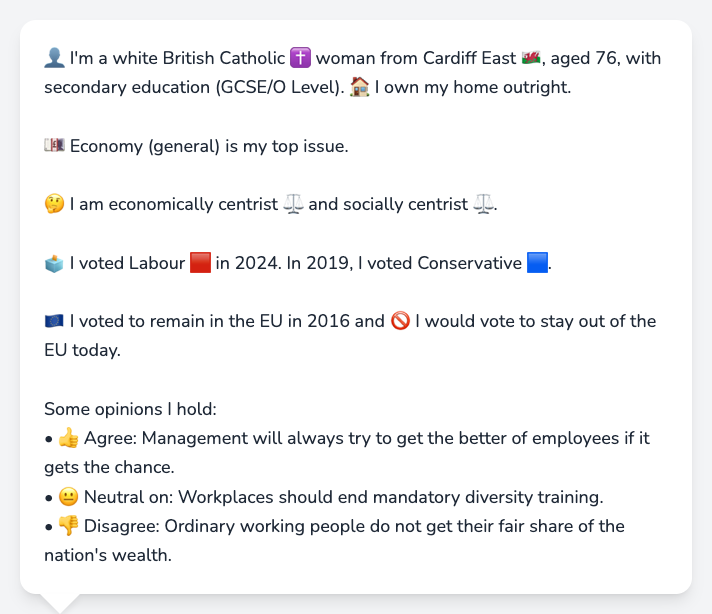 👤 I'm a white British Catholic ✝️ woman from Cardiff East 🏴󠁧󠁢󠁷󠁬󠁳󠁿, aged 76, with
secondary education (GCSE/O Level). 🏠 I own my home outright.
💷 Economy (general) is my top issue.
🤔 I am economically centrist ⚖️ and socially centrist ⚖️.
🗳️ I voted Labour 🟥 in 2024. In 2019, I voted Conservative 🟦.
🇪🇺 I voted to remain in the EU in 2016 and 🚫 I would vote to stay out of the
EU today.
Some opinions I hold:
• 👍 Agree: Management will always try to get the better of employees if it
gets the chance.
• 😐 Neutral on: Workplaces should end mandatory diversity training.
• 👎 Disagree: Ordinary working people do not get their fair share of the
nation's wealth.